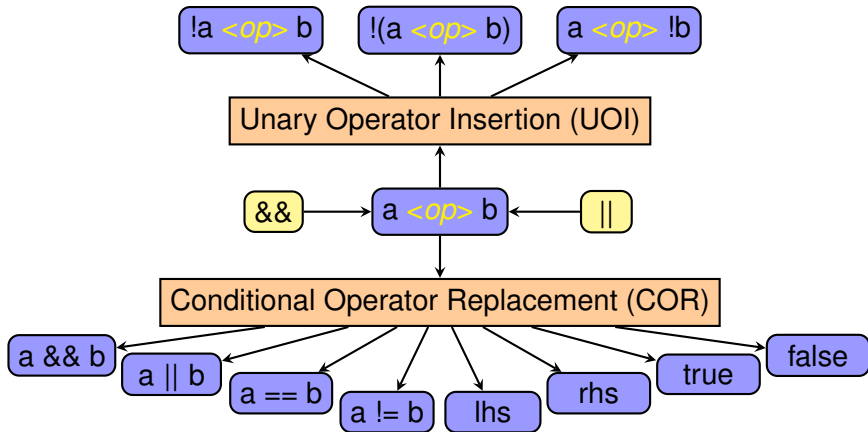 !a <op> b
!(a <op> b)
a <op> !b
Unary Operator Insertion (UOI)
&&
a <op> b
||
Conditional Operator Replacement (COR)
a && b
a || b
a == b
a != b
lhs
rhs
true
false